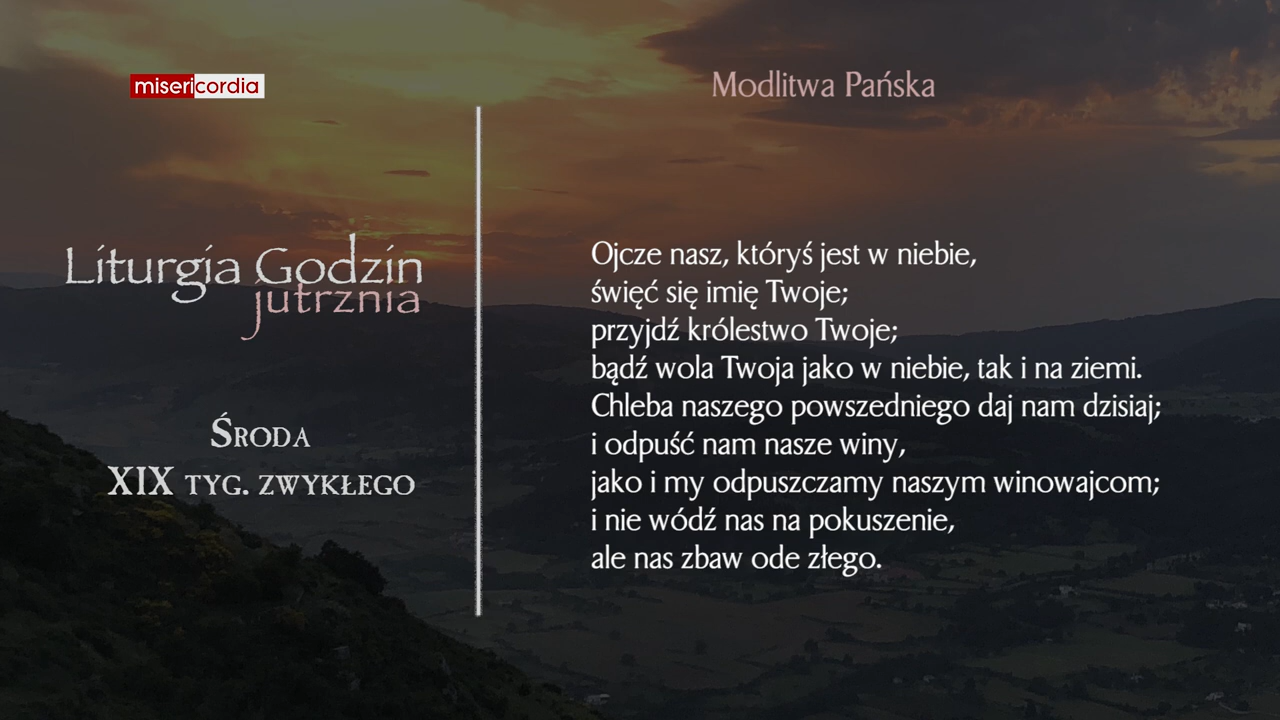 misericordia
Liturgia Godzin
jutrznia
Środa
XIX tyg. zwykłego
Modlitwa Pańska
Ojcze nasz, któryś jest w niebie,
święć się imię Twoje;
przyjdź królestwo Twoje;
bądź wola Twoja jako w niebie, tak i na ziemi.
Chleba naszego powszedniego daj nam dzisiaj;
i odpuść nam nasze winy,
jako i my odpuszczamy naszym winowajcom;
i nie wódź nas na pokuszenie,
ale nas zbaw ode złego.